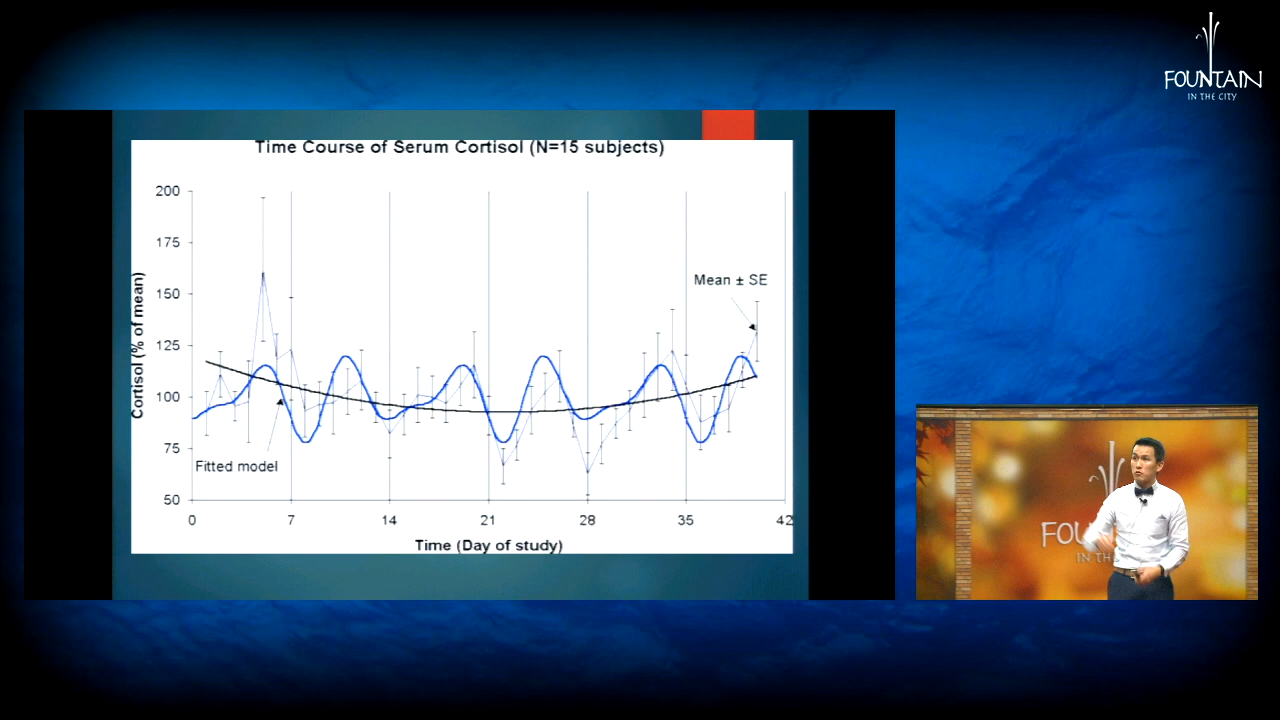 FOUNTAIN
IN THE CITY
Time Course of Serum Cortisol (N=15 subjects)
Cortisol (% of mean)
200
175
150
125
100
75
50
Mean ± SE
Fitted model
0 7 14 21 28 35 42
Time (Day of study)
FOU
IN TH